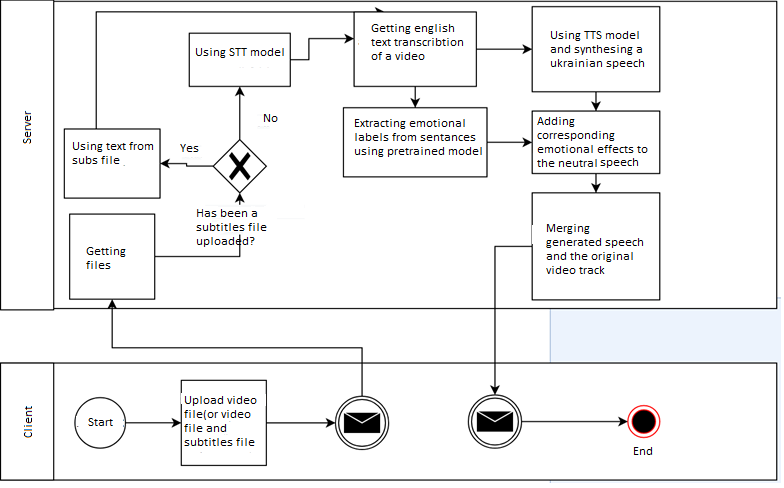 Server
Getting english
text transcribtion
of a video
Using TTS model
and synthesing a
ukrainian speech
Using STT model
No
Extracting emotional
labels from sentances
using pretrained model
Adding
corresponding
emotional effects to
the neutral speech
Using text from
subs file
Yes
Has been a
subtitles file
uploaded?
Getting
files
Merging
generated speech
and the original
video track
Client
Start
Upload video
file(or video
file and
subtitles file
End